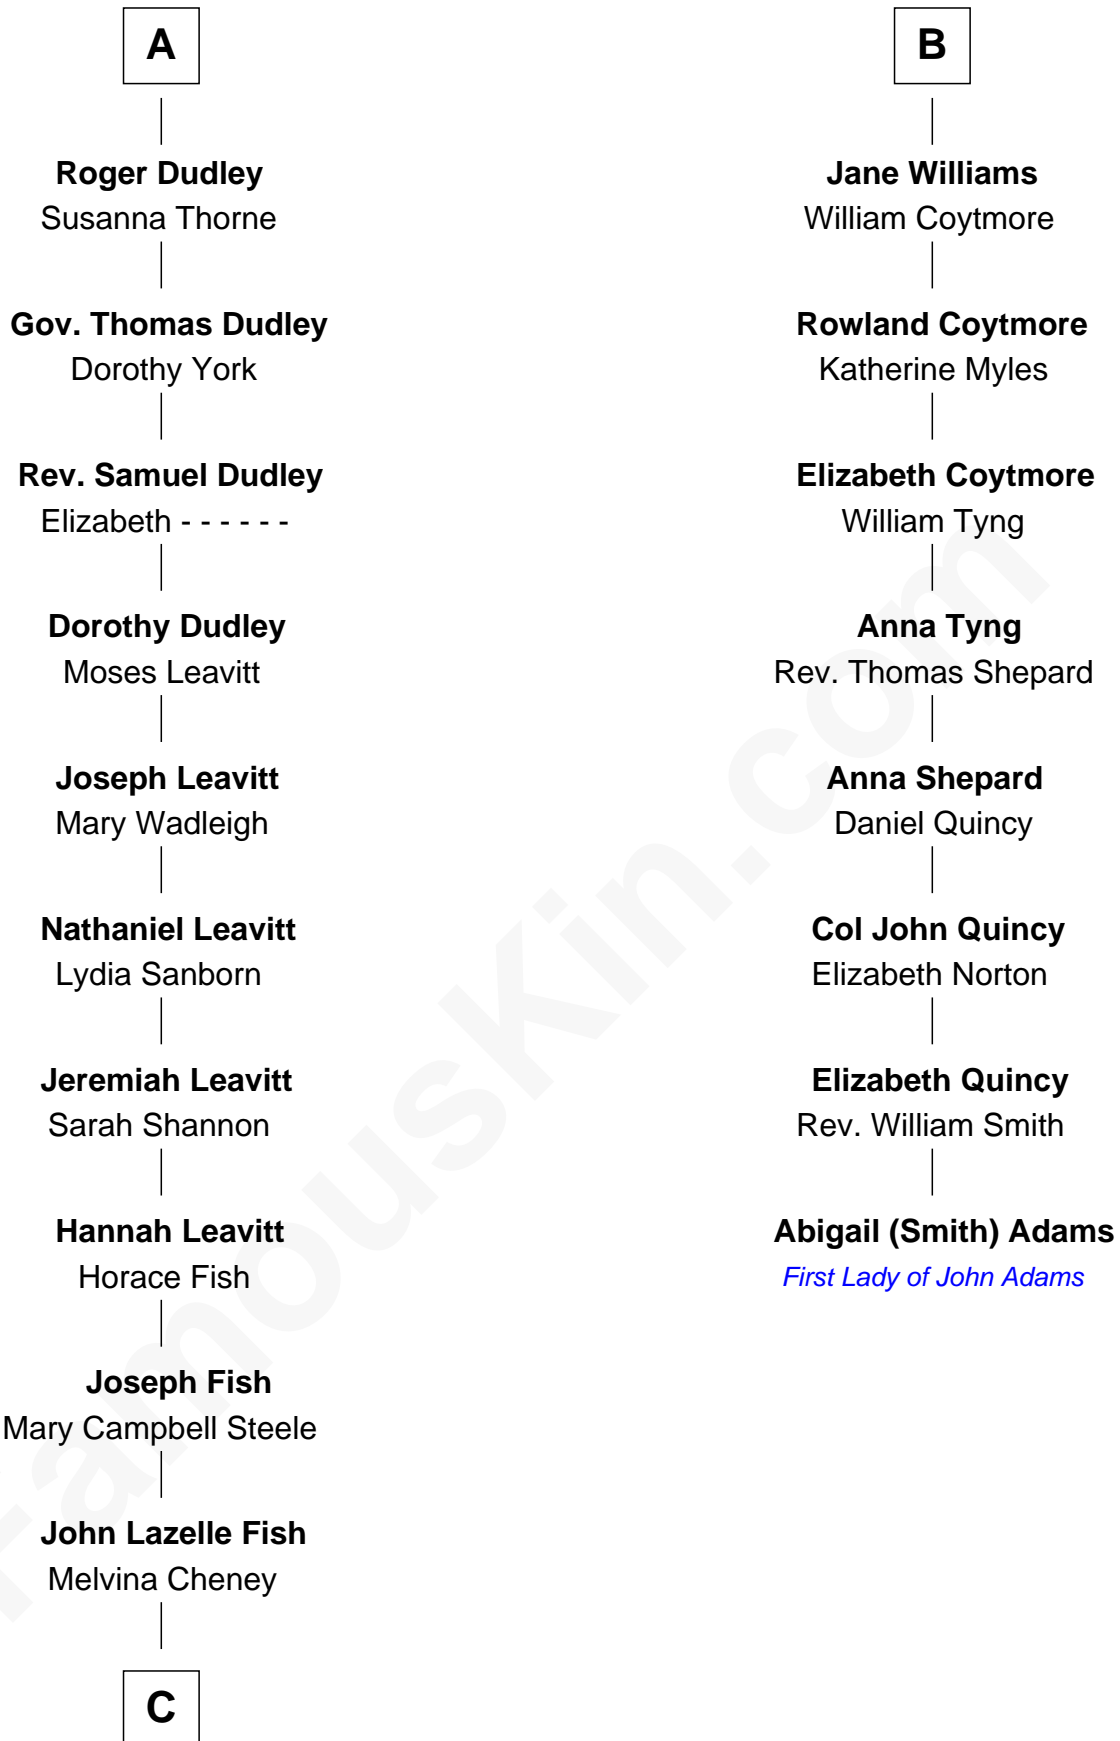 A
Roger Dudley
Susanna Thorne
Gov. Thomas Dudley
Dorothy York
Rev. Samuel Dudley
Elizabeth - - - - - -
Dorothy Dudley
Moses Leavitt
Joseph Leavitt
Mary Wadleigh
Nathaniel Leavitt
Lydia Sanborn
Jeremiah Leavitt
Sarah Shannon
Hannah Leavitt
Horace Fish
Joseph Fish
Mary Campbell Steele
John Lazelle Fish
Melvina Cheney
C
B
Jane Williams
William Coytmore
Rowland Coytmore
Katherine Myles
Elizabeth Coytmore
William Tyng
Anna Tyng
Rev. Thomas Shepard
Anna Shepard
Daniel Quincy
Col John Quincy
Elizabeth Norton
Elizabeth Quincy
Rev. William Smith
Abigail (Smith) Adams
First Lady of John Adams
FamousKin.com